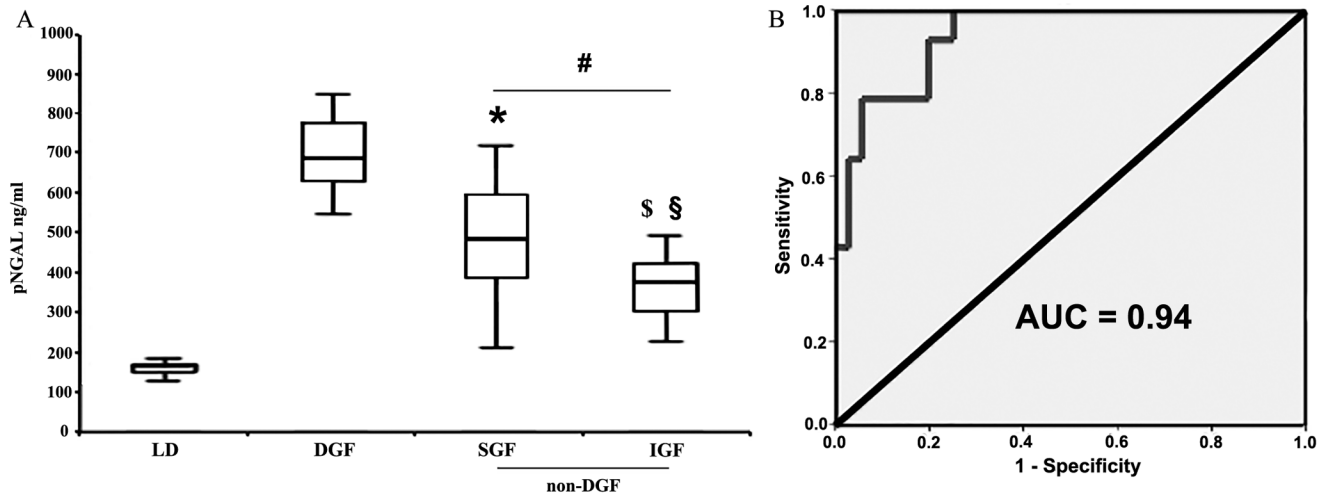 A
1000
900
800
700
600
500
400
300
200
100
0
pNGAL ng/ml
#
*
$ §
LD DGF SGF IGF
non-DGF
B
1.0
0.8
0.6
0.4
0.2
0.0
Sensitivity
AUC = 0.94
0.0 0.2 0.4 0.6 0.8 1.0
1 - Specificity